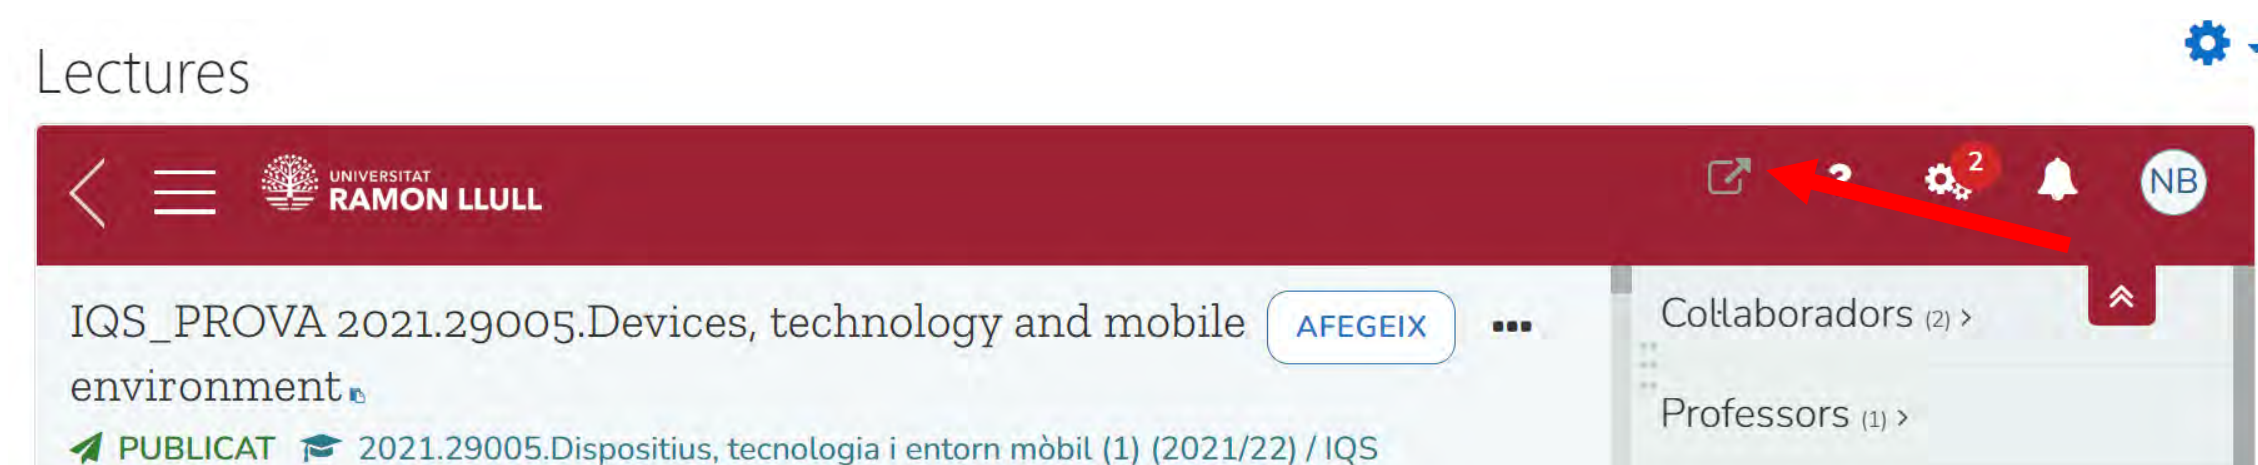 Lectures
UNIVERSITAT
RAMON LLULL
2
NB
IQS_PROVA 2021.29005.Devices, technology and mobile
environment
AFEGEIX
PUBLICAT 2021.29005.Dispositius, tecnologia i entorn mòbil (1) (2021/22) / IQS
Col·laboradors (2) >
Professors (1) >